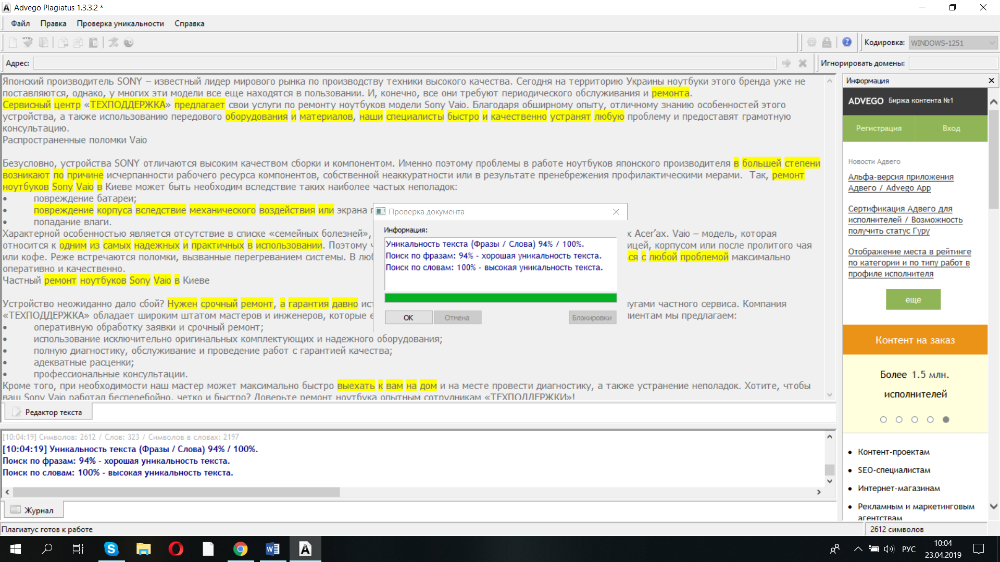 Advego Plagiatus 1.3.3.2 *
Файл Правка Проверка уникальности Справка
HTML
Кодировка: WINDOWS-1251
Адрес:
Игнорировать домены:
Японский производитель SONY – известный лидер мирового рынка по производству техники высокого качества. Сегодня на территорию Украины ноутбуки этого бренда уже не
поставляются, однако, у многих эти модели все еще находятся в пользовании. И, конечно, все они требуют периодического обслуживания и ремонта.
Сервисный центр «ТЕХПОДДЕРЖКА» предлагает свои услуги по ремонту ноутбуков модели Sony Vaio. Благодаря обширному опыту, отличному знанию особенностей этого
устройства, а также использованию передового оборудования и материалов, наши специалисты быстро и качественно устранят любую проблему и предоставят грамотную
консультацию.
Распространенные поломки Vaio
Безусловно, устройства SONY отличаются высоким качеством сборки и компонентом. Именно поэтому проблемы в работе ноутбуков японского производителя в большей степени
возникают по причине исчерпанности рабочего ресурса компонентов, собственной неаккуратности или в результате пренебрежения профилактическими мерами. Так, ремонт
ноутбуков Sony Vaio в Киеве может быть необходим вследствие таких наиболее частых неполадок:
• повреждение батареи;
• повреждение корпуса вследствие механического воздействия или экрана
• попадание влаги.
Характерной особенностью является отсутствие в списке «семейных болезней», х Acer’ах. Vaio – модель, которая
относится к одним из самых надежных и практичных в использовании. Поэтому ицей, корпусом или после пролитого чая
или кофе. Реже встречаются поломки, вызванные перегреванием системы. В лю ся с любой проблемой максимально
оперативно и качественно.
Частный ремонт ноутбуков Sony Vaio в Киеве
Устройство неожиданно дало сбой? Нужен срочный ремонт, а гарантия давно ис лугами частного сервиса. Компания
«ТЕХПОДДЕРЖКА» обладает широким штатом мастеров и инженеров, которые лиентам мы предлагаем:
• оперативную обработку заявки и срочный ремонт;
• использование исключительно оригинальных комплектующих и надежного оборудования;
• полную диагностику, обслуживание и проведение работ с гарантией качества;
• адекватные расценки;
• профессиональные консультации.
Кроме того, при необходимости наш мастер может максимально быстро выехать к вам на дом и на месте провести диагностику, а также устранение неполадок. Хотите, чтобы
ваш Sony Vaio работал бесперебойно, четко и быстро? Доверьте ремонт ноутбука опытным сотрудникам «ТЕХПОДДЕРЖКИ»!
Проверка документа
Информация:
Уникальность текста (Фразы / Слова) 94% / 100%.
Поиск по фразам: 94% - хорошая уникальность текста.
Поиск по словам: 100% - высокая уникальность текста.
OK Отмена Блокировки
Редактор текста
[10:04:19] Символов: 2612 / Слов: 323 / Символов в словах: 2197
[10:04:19] Уникальность текста (Фразы / Слова) 94% / 100%.
Поиск по фразам: 94% - хорошая уникальность текста.
Поиск по словам: 100% - высокая уникальность текста.
Журнал
Плагиатус готов к работе
2612 символов
Информация
ADVEGO Биржа контента №1
Регистрация Вход
Новости Адвего
Альфа-версия приложения
Адвего / Advego App
Сертификация Адвего для
исполнителей / Возможность
получить статус Гуру
Отображение места в рейтинге
по категории и по типу работ в
профиле исполнителя
еще
Контент на заказ
Более 1.5 млн.
исполнителей
• Контент-проектам
• SEO-специалистам
• Интернет-магазинам
• Рекламным и маркетинговым
агентствам
РУС
10:04
23.04.2019